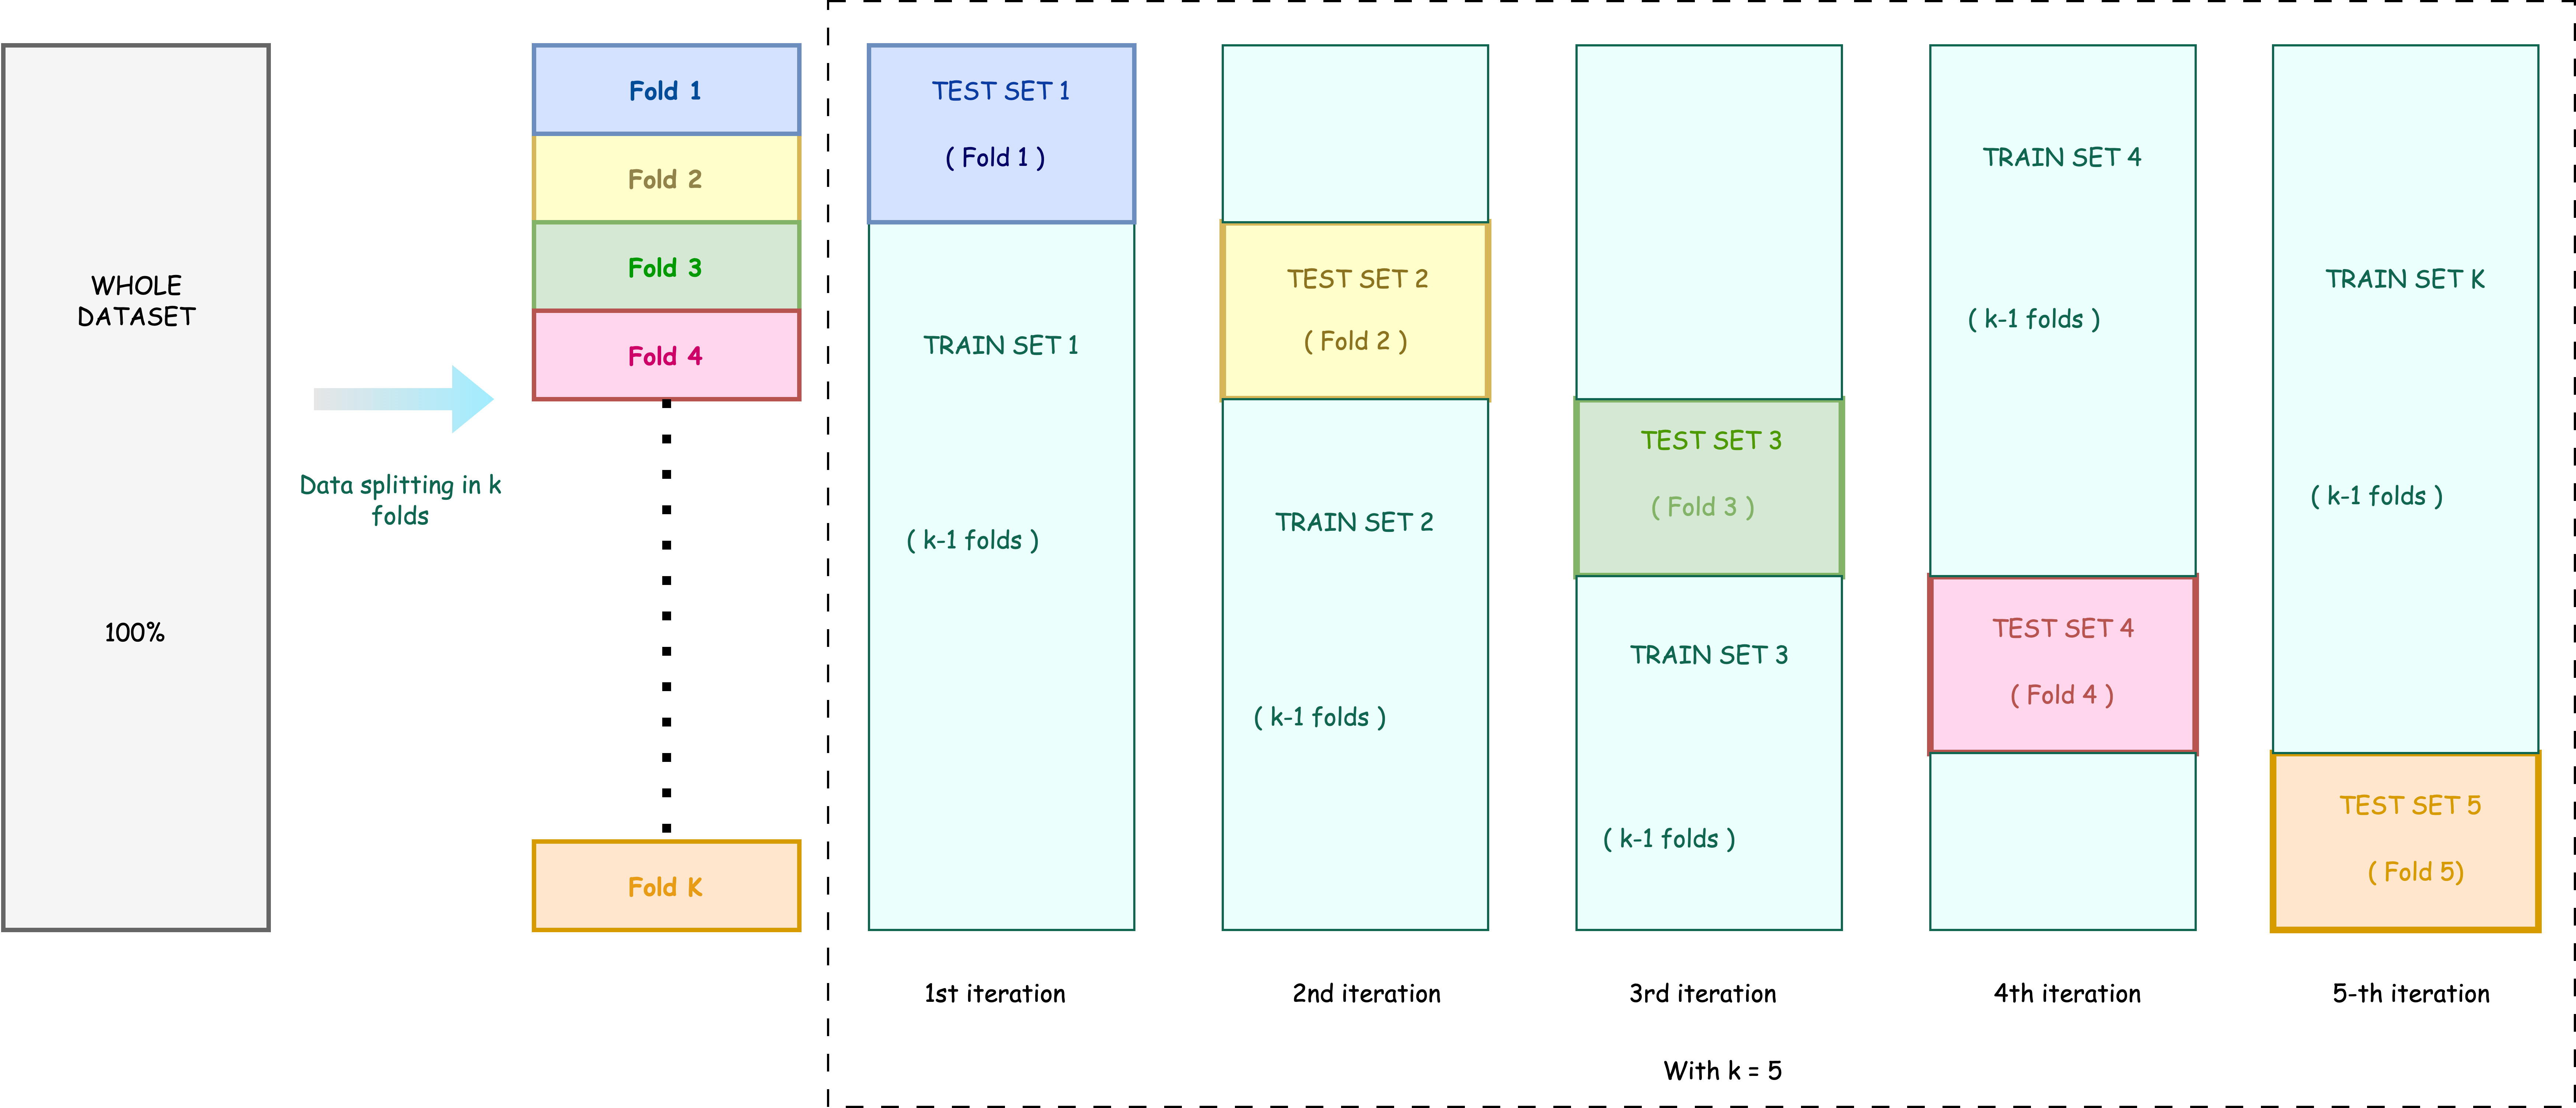 WHOLE
DATASET
100%
Data splitting in k
folds
Fold 1
Fold 2
Fold 3
Fold 4
Fold K
TEST SET 1
( Fold 1 )
TRAIN SET 1
( k-1 folds )
1st iteration
TEST SET 2
( Fold 2 )
TRAIN SET 2
( k-1 folds )
2nd iteration
TEST SET 3
( Fold 3 )
TRAIN SET 3
( k-1 folds )
3rd iteration
TRAIN SET 4
( k-1 folds )
TEST SET 4
( Fold 4 )
4th iteration
TRAIN SET K
( k-1 folds )
TEST SET 5
( Fold 5)
5-th iteration
With k = 5